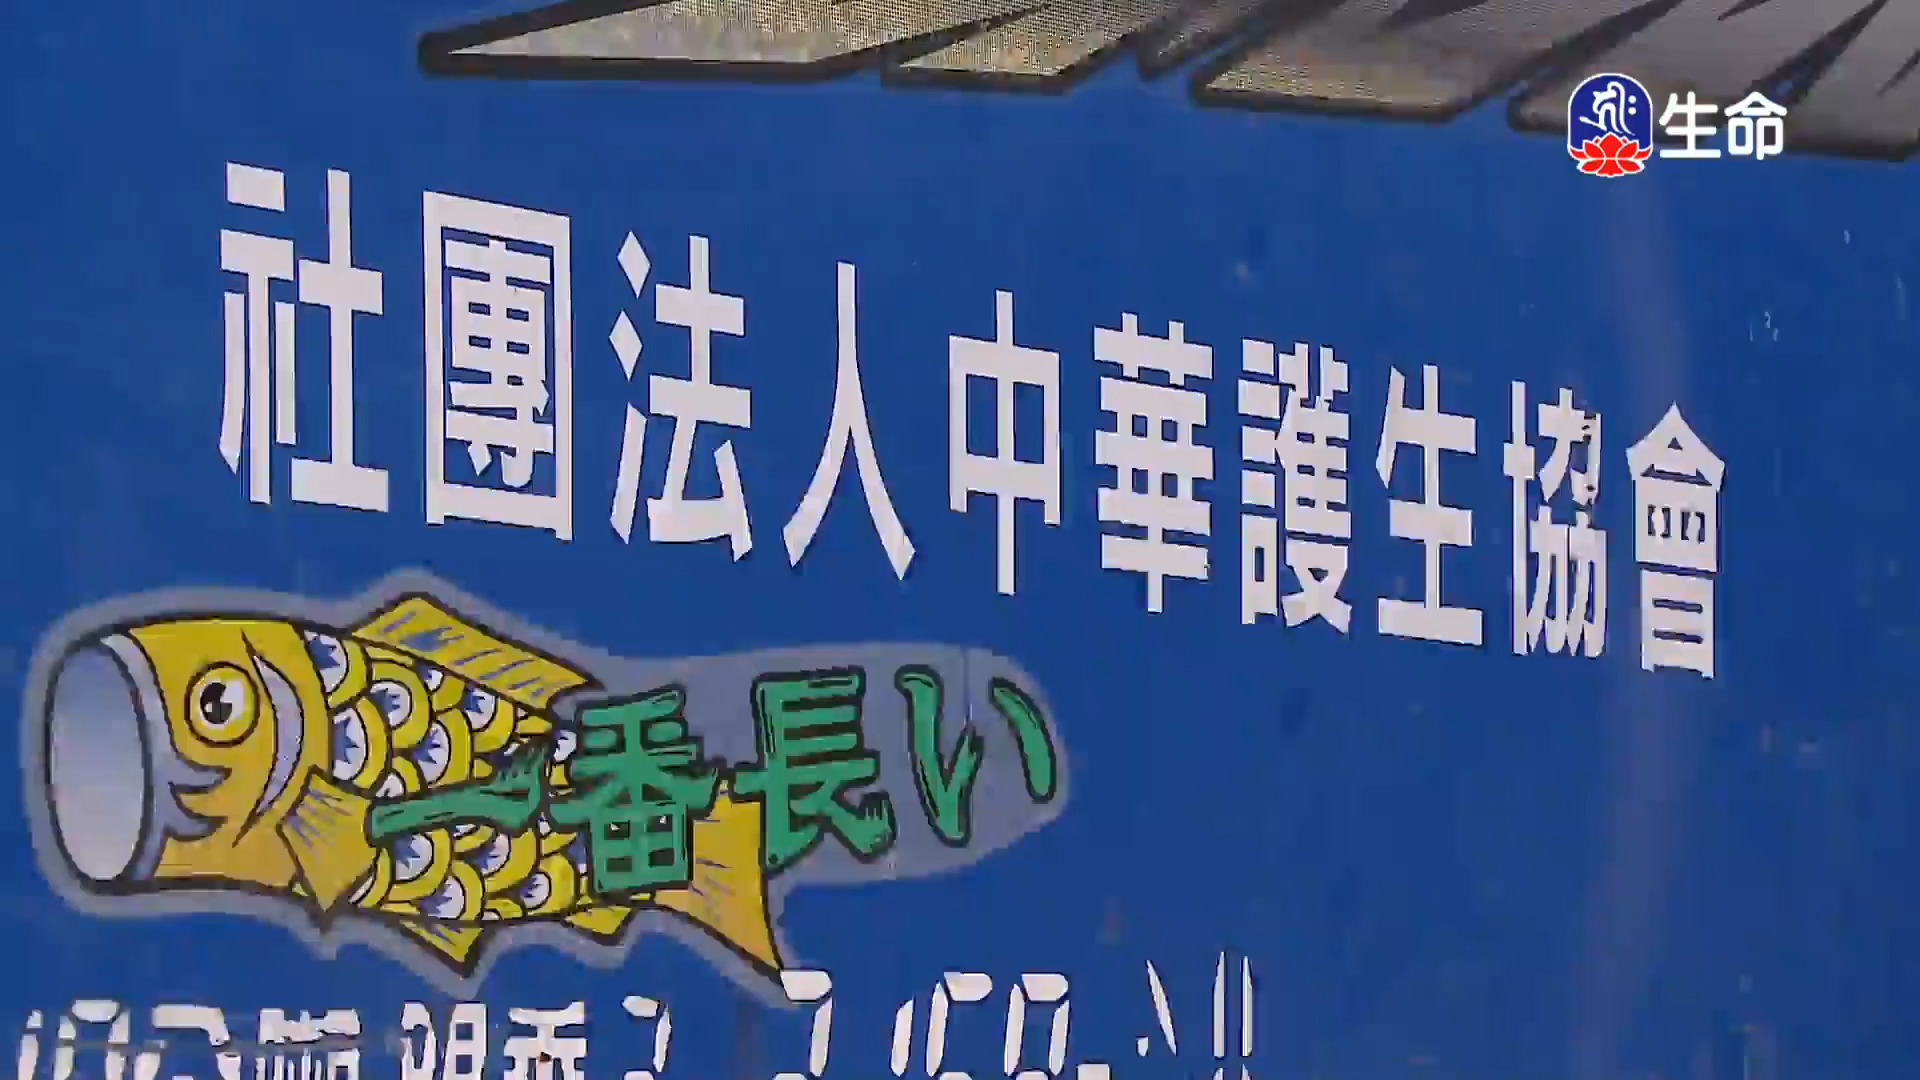 生命
社團法人中華護生協會
一番長い